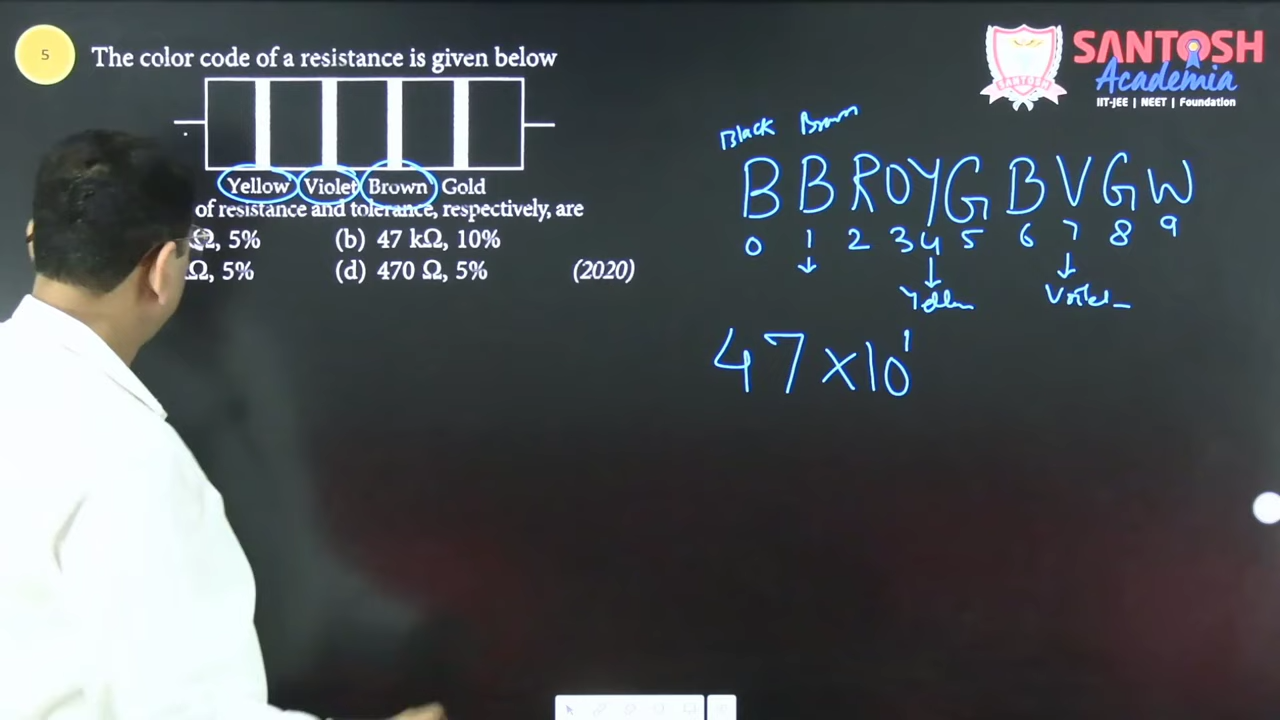 5
The color code of a resistance is given below
SANTOSH
Academia
IIT-JEE | NEET | Foundation
SANTOSH
Black Brown
B B R O Y G B V G W
0 1 2 3 4 5 6 7 8 9
Yellow Violet Brown Gold
of resistance and tolerance, respectively, are
Ω, 5% (b) 47 kΩ, 10%
Ω, 5% (d) 470 Ω, 5% (2020)
Yellow
47×10¹